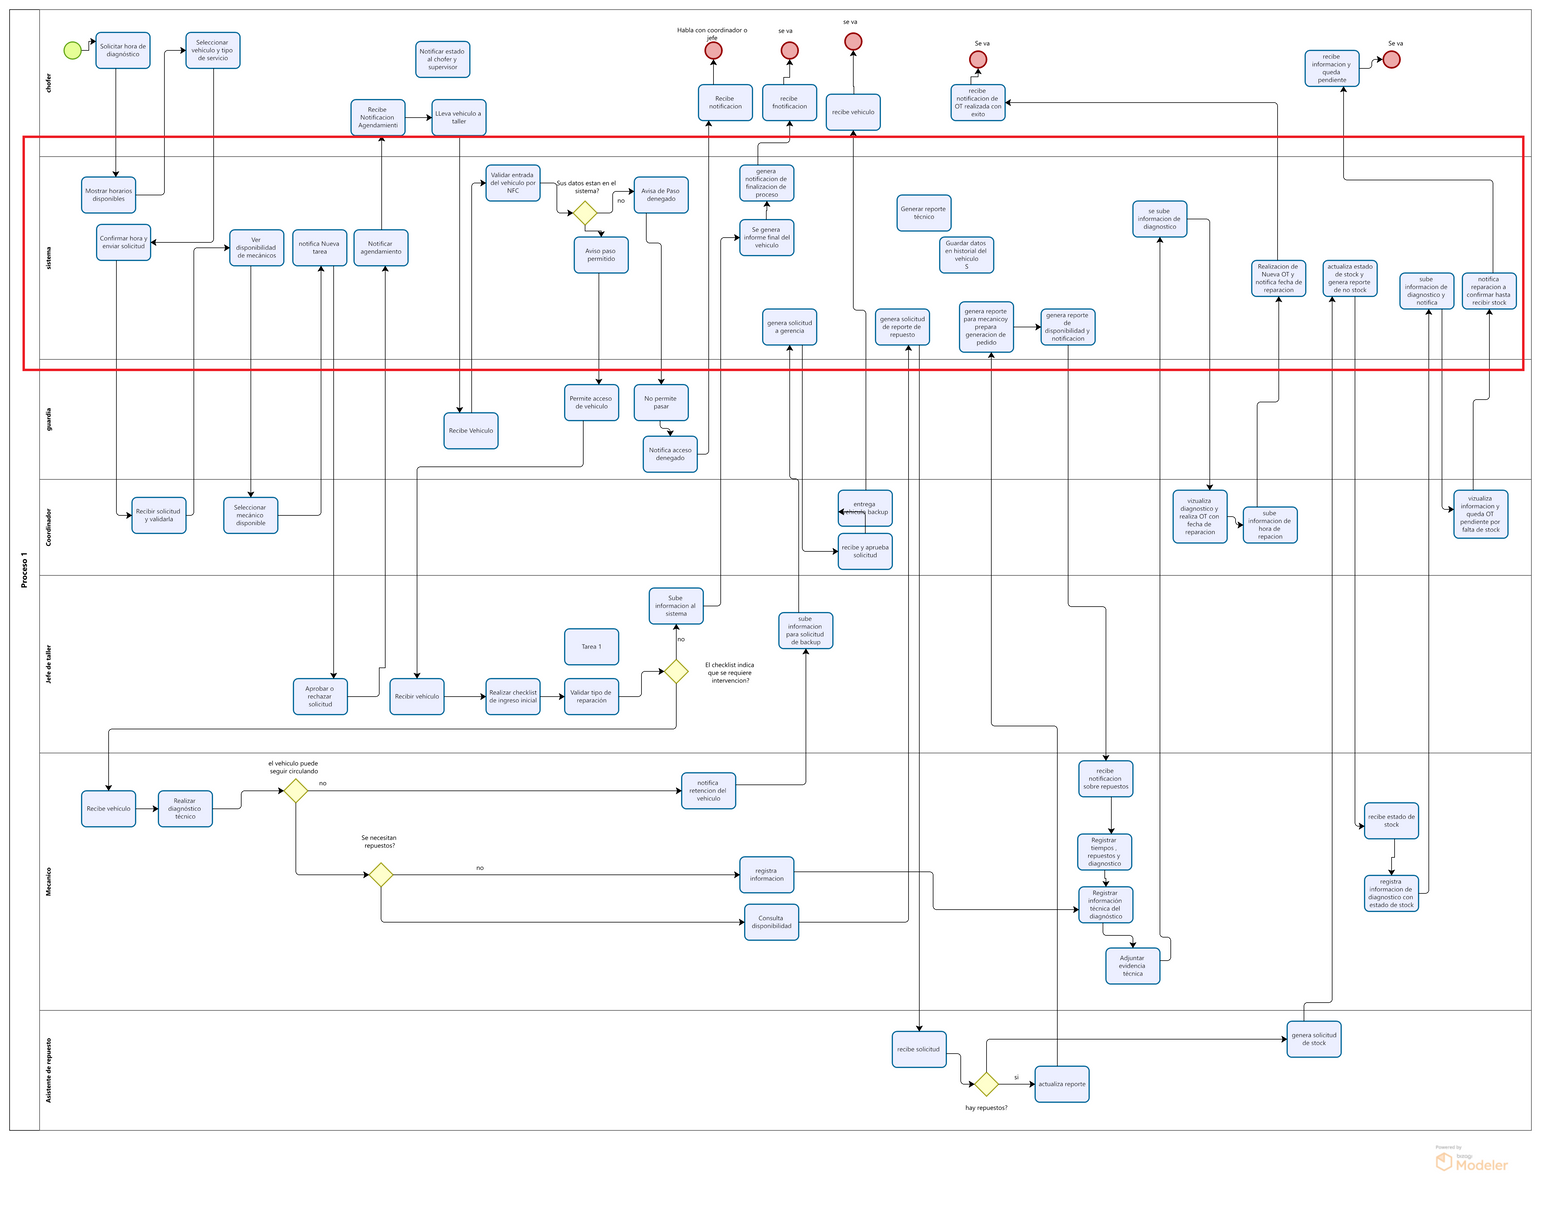 Proceso 1
chofer
Solicitar hora de
diagnóstico
Seleccionar
vehículo y tipo
de servicio
Notificar estado
al chofer y
supervisor
Recibe
Notificacion
Agendamienti
LLeva vehiculo a
taller
Habla con coordinador o
jefe
Recibe
notificacion
se va
recibe
fnotificacion
se va
recibe vehiculo
Se va
recibe
notificacion de
OT realizada con
exito
recibe
informacion y
queda
pendiente
Se va
sistema
Mostrar horarios
disponibles
Confirmar hora y
enviar solicitud
Ver
disponibilidad
de mecánicos
notifica Nueva
tarea
Notificar
agendamiento
Validar entrada
del vehículo por
NFC
Sus datos estan en el
sistema?
no
Avisa de Paso
denegado
Aviso paso
permitido
genera
notificacion de
finalizacion de
proceso
Se genera
informe final del
vehiculo
genera solicitud
a gerencia
Generar reporte
técnico
Guardar datos
en historial del
vehículo
S
genera solicitud
de reporte de
repuesto
genera reporte
para mecanicoy
prepara
generacion de
pedido
genera reporte
de
disponibilidad y
notificacion
se sube
informacion de
diagnostico
Realizacion de
Nueva OT y
notifica fecha de
reparacion
actualiza estado
de stock y
genera reporte
de no stock
sube
informacion de
diagnostico y
notifica
notifica
reparacion a
confirmar hasta
recibir stock
guardia
Recibe Vehiculo
Permite acceso
de vehiculo
No permite
pasar
Notifica acceso
denegado
Coordinador
Recibir solicitud
y validarla
Seleccionar
mecánico
disponible
entrega
vehiculo backup
recibe y aprueba
solicitud
vizualiza
diagnostico y
realiza OT con
fecha de
reparacion
sube
informacion de
hora de
repacion
vizualiza
informacion y
queda OT
pendiente por
falta de stock
Jefe de taller
Aprobar o
rechazar
solicitud
Recibir vehículo
Realizar checklist
de ingreso inicial
Validar tipo de
reparación
Tarea 1
Sube
informacion al
sistema
no
El checklist indica
que se requiere
intervencion?
sube
informacion
para solicitud
de backup
Mecanico
Recibe vehiculo
Realizar
diagnóstico
técnico
el vehiculo puede
seguir circulando
no
Se necesitan
repuestos?
no
notifica
retencion del
vehiculo
registra
informacion
Consulta
disponibilidad
recibe
notificacion
sobre repuestos
Registrar
tiempos ,
repuestos y
diagnostico
Registrar
información
técnica del
diagnóstico
Adjuntar
evidencia
técnica
recibe estado de
stock
registra
informacion de
diagnostico con
estado de stock
Asistente de repuesto
recibe solicitud
hay repuestos?
si
actualiza reporte
genera solicitud
de stock
Powered by
bizagi
Modeler